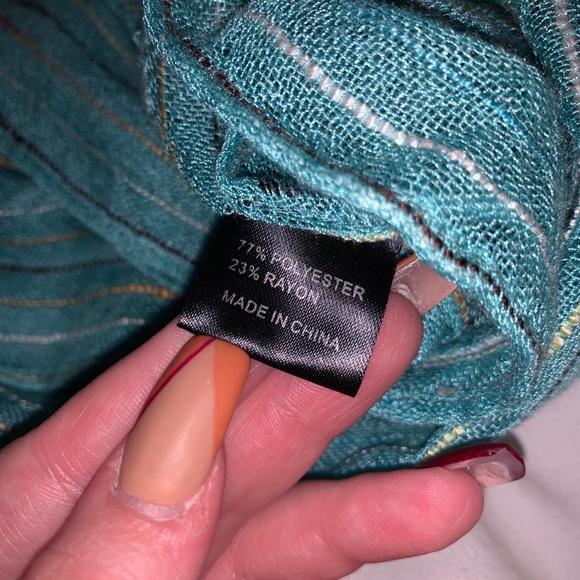 77% POLYESTER
23% RAYON
MADE IN CHINA